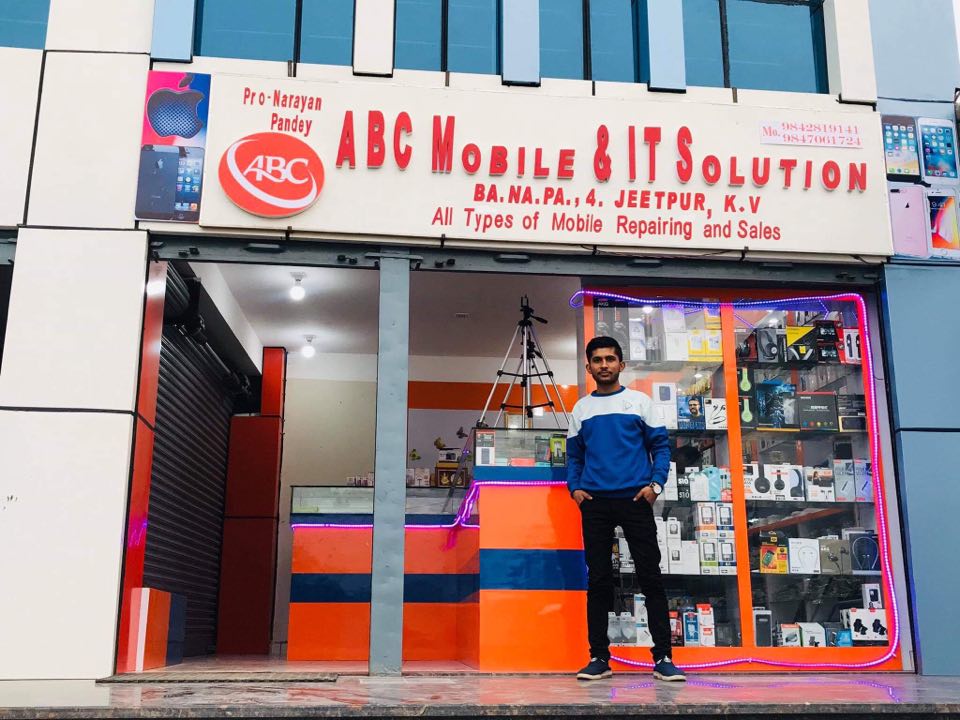 Pro-Narayan
Pandey
ABC
ABC MOBILE & IT SOLUTION
Mo. 9842819141
9847061724
BA.NA.PA., 4. JEETPUR, K.V
All Types of Mobile Repairing and Sales